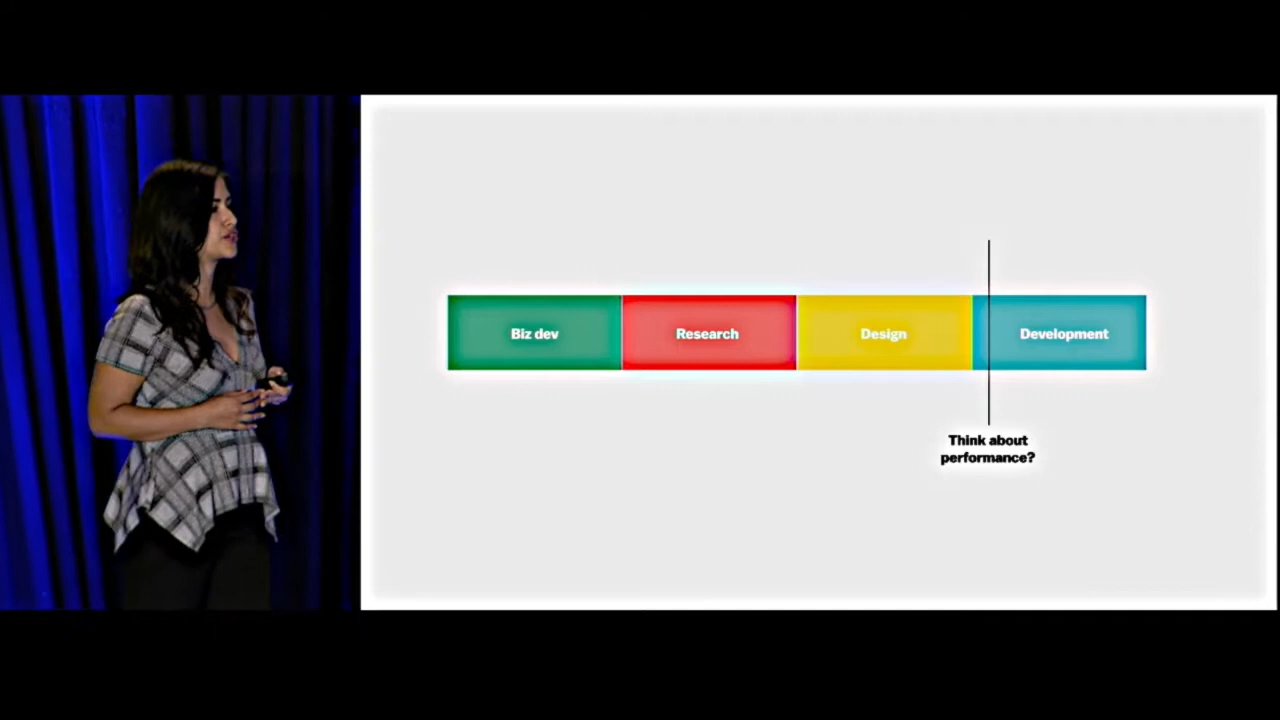 Biz dev
Research
Design
Development
Think about
performance?